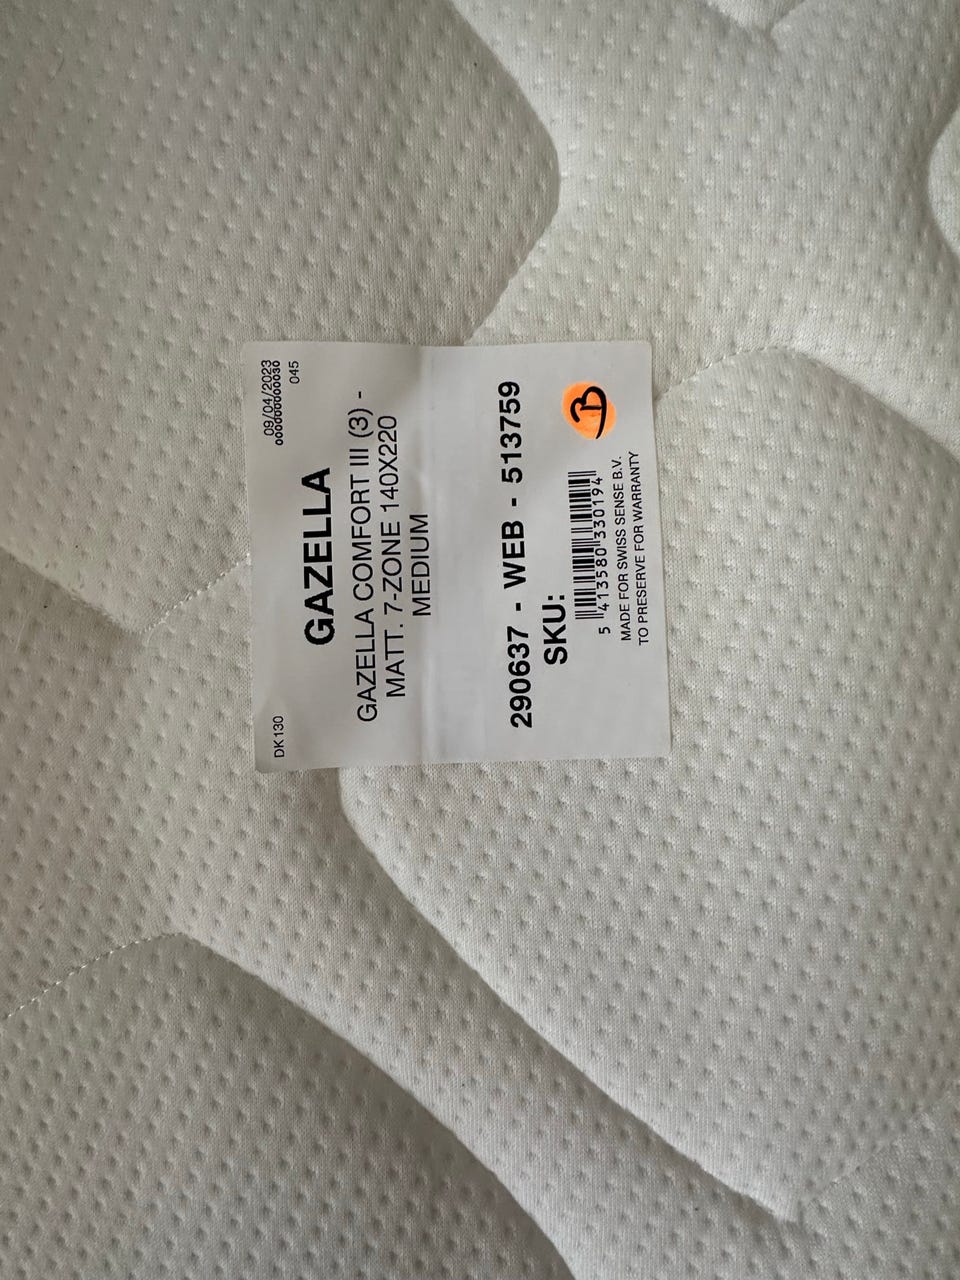 DK130
09/04/2023
000000000030
045
GAZELLA
GAZELLA COMFORT III (3) -
MATT. 7-ZONE 140X220
MEDIUM
290637 - WEB - 513759
SKU:
B
5 413580 330194
MADE FOR SWISS SENSE B.V.
TO PRESERVE FOR WARRANTY